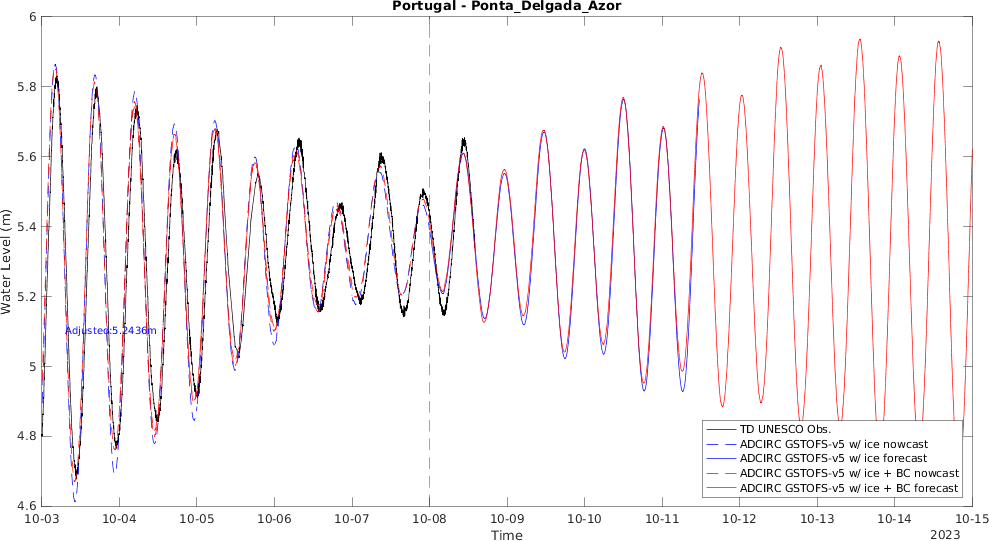 Portugal - Ponta_Delgada_Azor
6
5.8
5.6
5.4
5.2
5
4.8
4.6
Water Level (m)
Adjusted:5.2436m
TD UNESCO Obs.
ADCIRC GSTOFS-v5 w/ ice nowcast
ADCIRC GSTOFS-v5 w/ ice forecast
ADCIRC GSTOFS-v5 w/ ice + BC nowcast
ADCIRC GSTOFS-v5 w/ ice + BC forecast
10-03 10-04 10-05 10-06 10-07 10-08 10-09 10-10 10-11 10-12 10-13 10-14 10-15
Time
2023